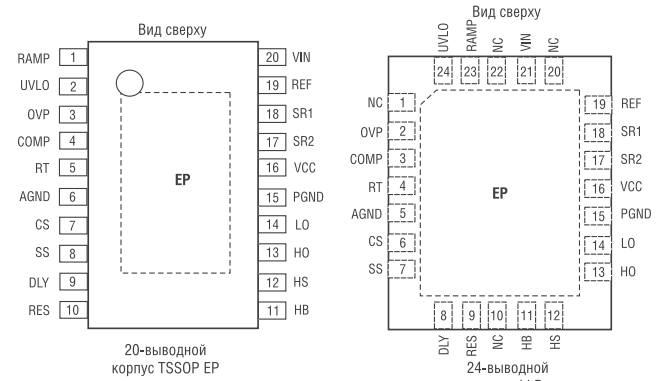 Вид сверху
RAMP 1
UVLO 2
OVP 3
COMP 4
RT 5
AGND 6
CS 7
SS 8
DLY 9
RES 10
EP
20 VIN
19 REF
18 SR1
17 SR2
16 VCC
15 PGND
14 LO
13 HO
12 HS
11 HB
20-выводной
корпус TSSOP EP
Вид сверху
UVLO RAMP NC VIN NC
24 23 22 21 20
NC 1
OVP 2
COMP 3
RT 4
AGND 5
CS 6
SS 7
EP
19 REF
18 SR1
17 SR2
16 VCC
15 PGND
14 LO
13 HO
8 9 10 11 12
DLY RES NC HB HS
24-выводной